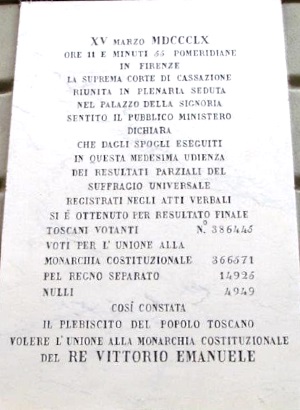 XV MARZO MDCCCLX
ORE 11 E MINUTI 55 POMERIDIANE
IN FIRENZE
LA SUPREMA CORTE DI CASSAZIONE
RIUNITA IN PLENARIA SEDUTA
NEL PALAZZO DELLA SIGNORIA
SENTITO IL PUBBLICO MINISTERO
DICHIARA
CHE DAGLI SPOGLI ESEGUITI
IN QUESTA MEDESIMA UDIENZA
DEI RESULTATI PARZIALI DEL
SUFFRAGIO UNIVERSALE
REGISTRATI NEGLI ATTI VERBALI
SI È OTTENUTO PER RESULTATO FINALE
TOSCANI VOTANTI No. 386445
VOTI PER L'UNIONE ALLA
MONARCHIA COSTITUZIONALE 366571
PEL REGNO SEPARATO 14925
NULLI 4949
COSÍ CONSTATA
IL PLEBISCITO DEL POPOLO TOSCANO
VOLERE L'UNIONE ALLA MONARCHIA COSTITUZIONALE
DEL RE VITTORIO EMANUELE